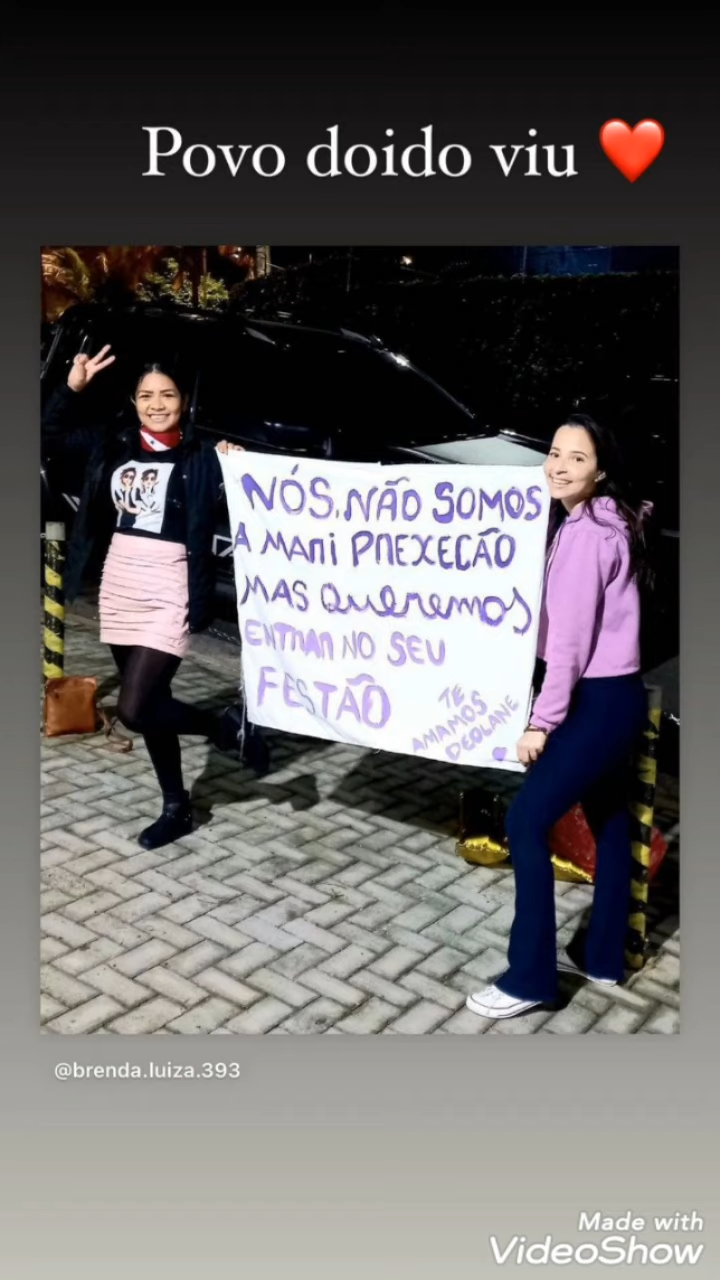 Povo doido viu ❤️
NÓS, NÃO SOMOS
A MARI PREXECÃO
MAS QUEREMOS
ENTRAR NO SEU
FESTÃO
TE
AMAMOS
DEOLANE
@brenda.luiza.393
Made with
VideoShow